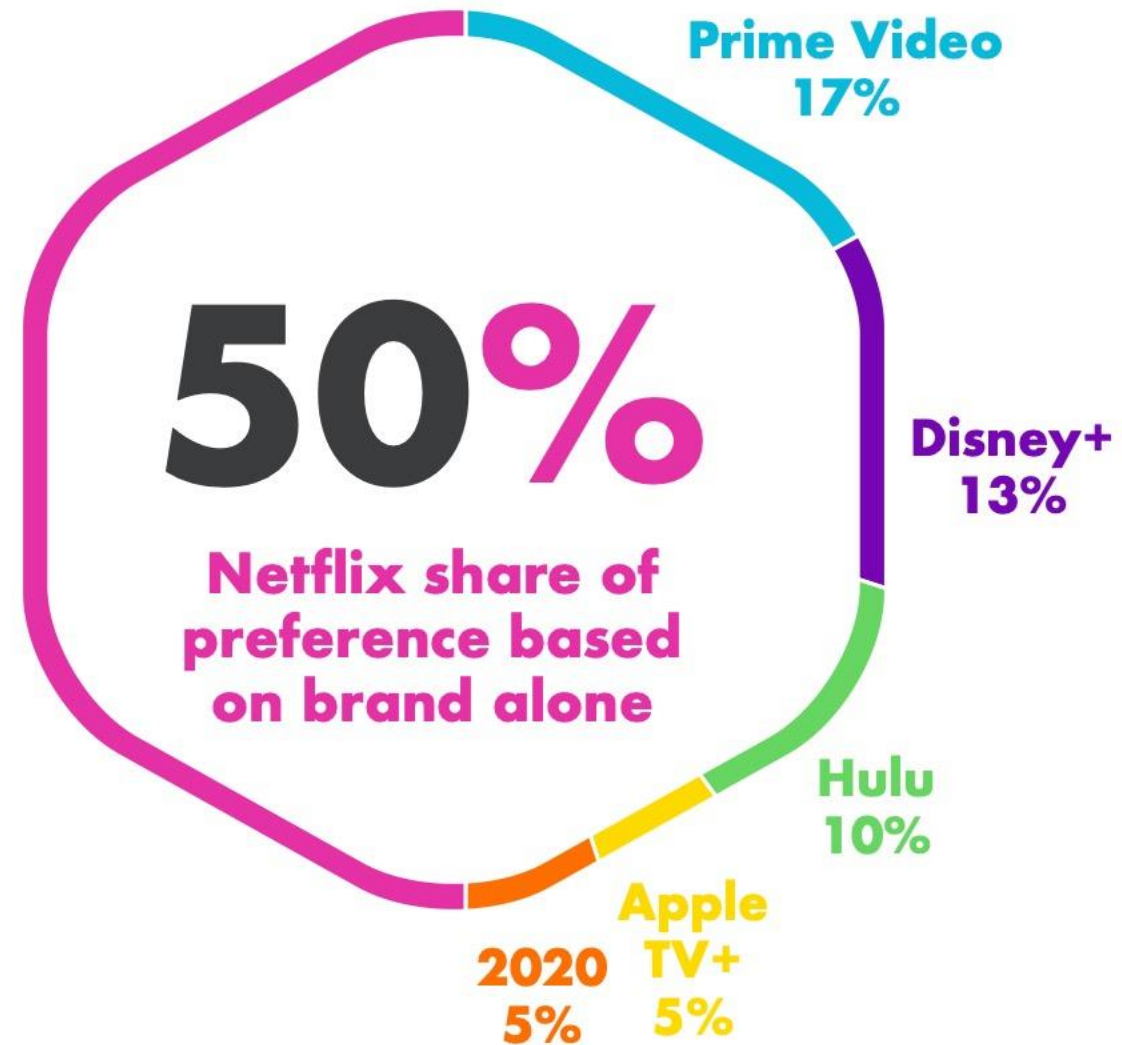 Prime Video
17%
50%
Disney+
13%
Netflix share of
preference based
on brand alone
Hulu
10%
Apple
TV+
5%
2020
5%